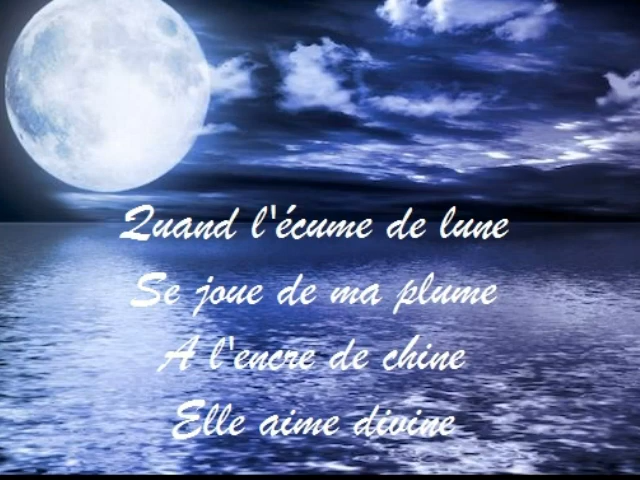 Quand l'écume de lune
Se joue de ma plume
A l'encre de chine
Elle aime divine